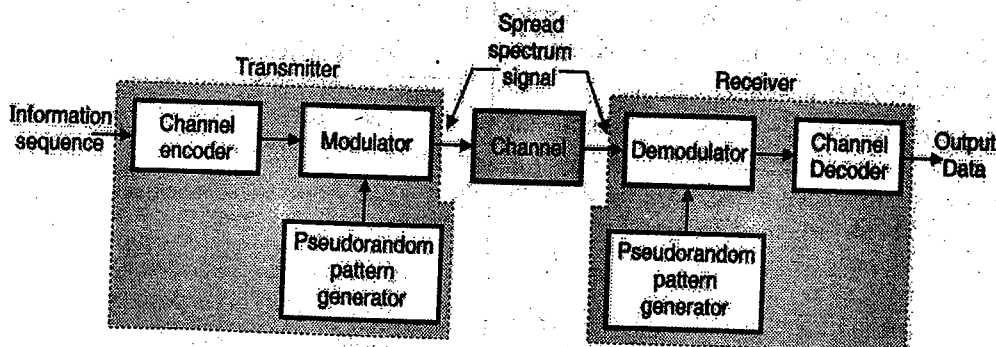 Spread
spectrum
signal
Transmitter
Receiver
Information
sequence
Channel
encoder
Modulator
Channel
Demodulator
Channel
Decoder
Output
Data
Pseudorandom
pattern
generator
Pseudorandom
pattern
generator